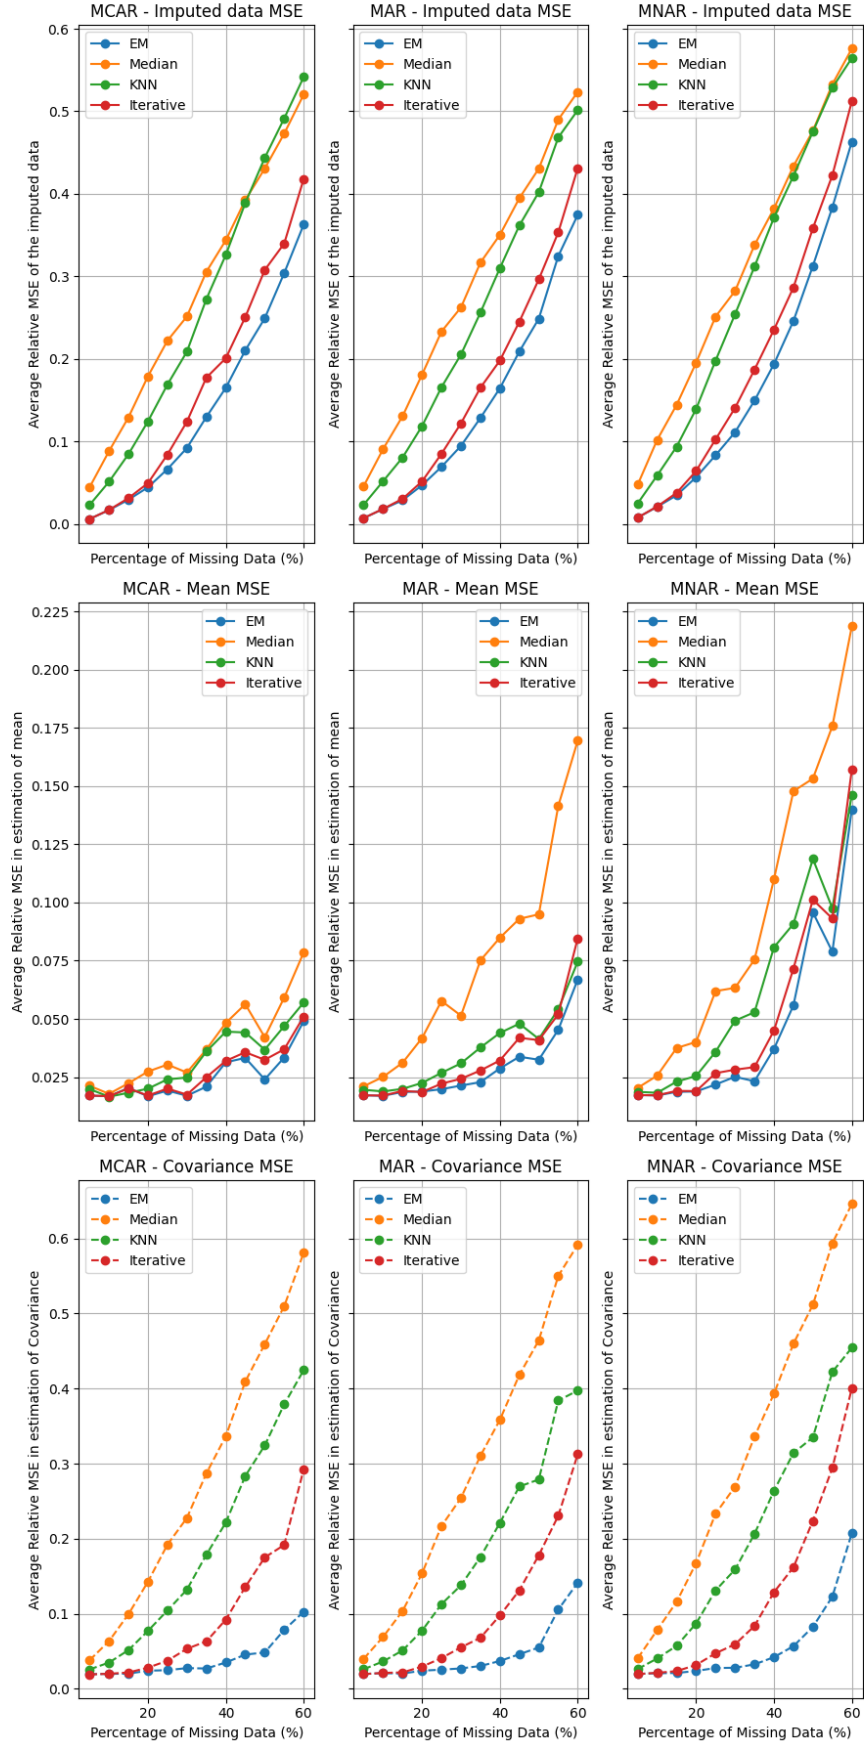 MCAR - Imputed data MSE
MAR - Imputed data MSE
MNAR - Imputed data MSE
EM
Median
KNN
Iterative
EM
Median
KNN
Iterative
EM
Median
KNN
Iterative
0.6
0.5
0.4
0.3
0.2
0.1
0.0
Average Relative MSE of the imputed data
Average Relative MSE of the imputed data
Average Relative MSE of the imputed data
Percentage of Missing Data (%)
Percentage of Missing Data (%)
Percentage of Missing Data (%)
MCAR - Mean MSE
MAR - Mean MSE
MNAR - Mean MSE
EM
Median
KNN
Iterative
EM
Median
KNN
Iterative
EM
Median
KNN
Iterative
0.225
0.200
0.175
0.150
0.125
0.100
0.075
0.050
0.025
Average Relative MSE in estimation of mean
Average Relative MSE in estimation of mean
Average Relative MSE in estimation of mean
Percentage of Missing Data (%)
Percentage of Missing Data (%)
Percentage of Missing Data (%)
MCAR - Covariance MSE
MAR - Covariance MSE
MNAR - Covariance MSE
EM
Median
KNN
Iterative
EM
Median
KNN
Iterative
EM
Median
KNN
Iterative
0.6
0.5
0.4
0.3
0.2
0.1
0.0
Average Relative MSE in estimation of Covariance
Average Relative MSE in estimation of Covariance
Average Relative MSE in estimation of Covariance
20 40 60
20 40 60
20 40 60
Percentage of Missing Data (%)
Percentage of Missing Data (%)
Percentage of Missing Data (%)